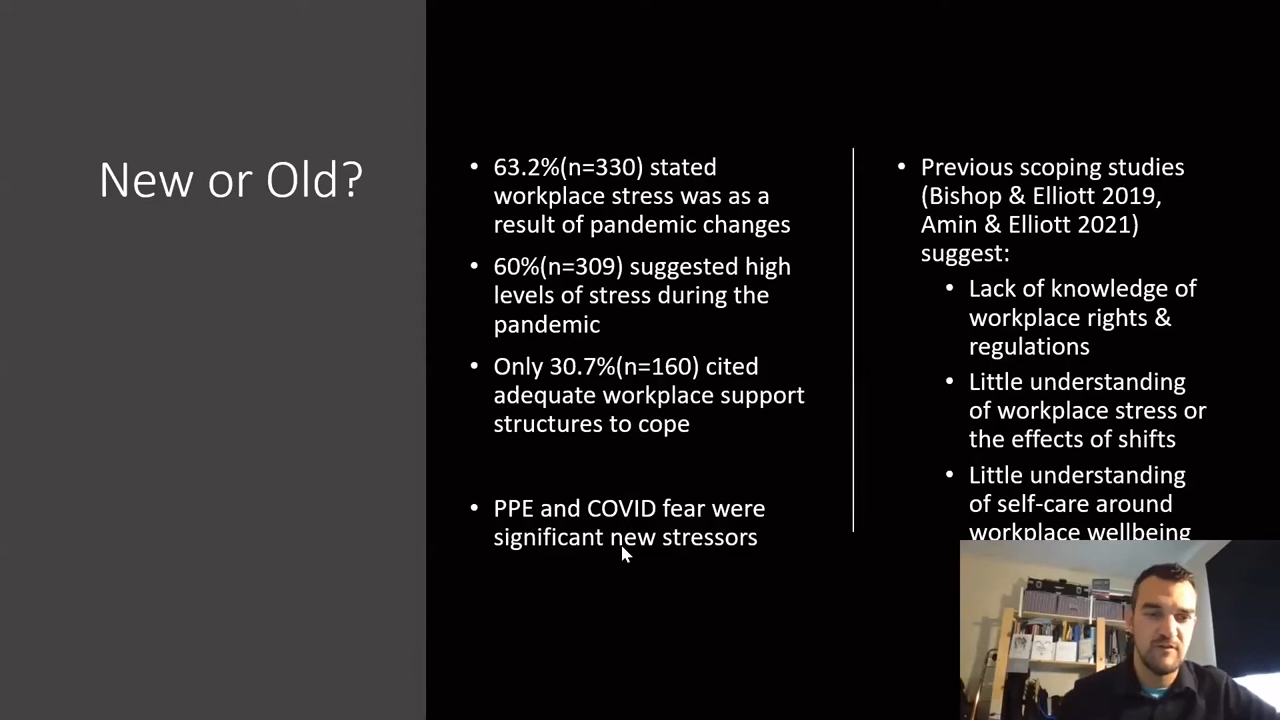 New or Old?
• 63.2%(n=330) stated
workplace stress was as a
result of pandemic changes
• 60%(n=309) suggested high
levels of stress during the
pandemic
• Only 30.7%(n=160) cited
adequate workplace support
structures to cope
• PPE and COVID fear were
significant new stressors
• Previous scoping studies
(Bishop & Elliott 2019,
Amin & Elliott 2021)
suggest:
• Lack of knowledge of
workplace rights &
regulations
• Little understanding
of workplace stress or
the effects of shifts
• Little understanding
of self-care around
workplace wellbeing